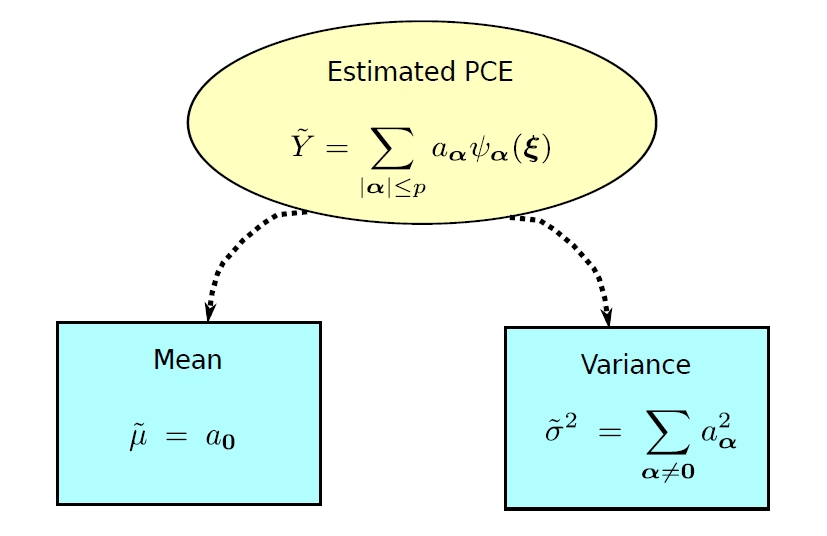 Estimated PCE
$\tilde{Y} = \sum_{|\boldsymbol{\alpha}| \leq p} a_{\boldsymbol{\alpha}} \psi_{\boldsymbol{\alpha}}(\boldsymbol{\xi})$
Mean
$\tilde{\mu} = a_{\mathbf{0}}$
Variance
$\tilde{\sigma}^2 = \sum_{\boldsymbol{\alpha} \neq \mathbf{0}} a_{\boldsymbol{\alpha}}^2$